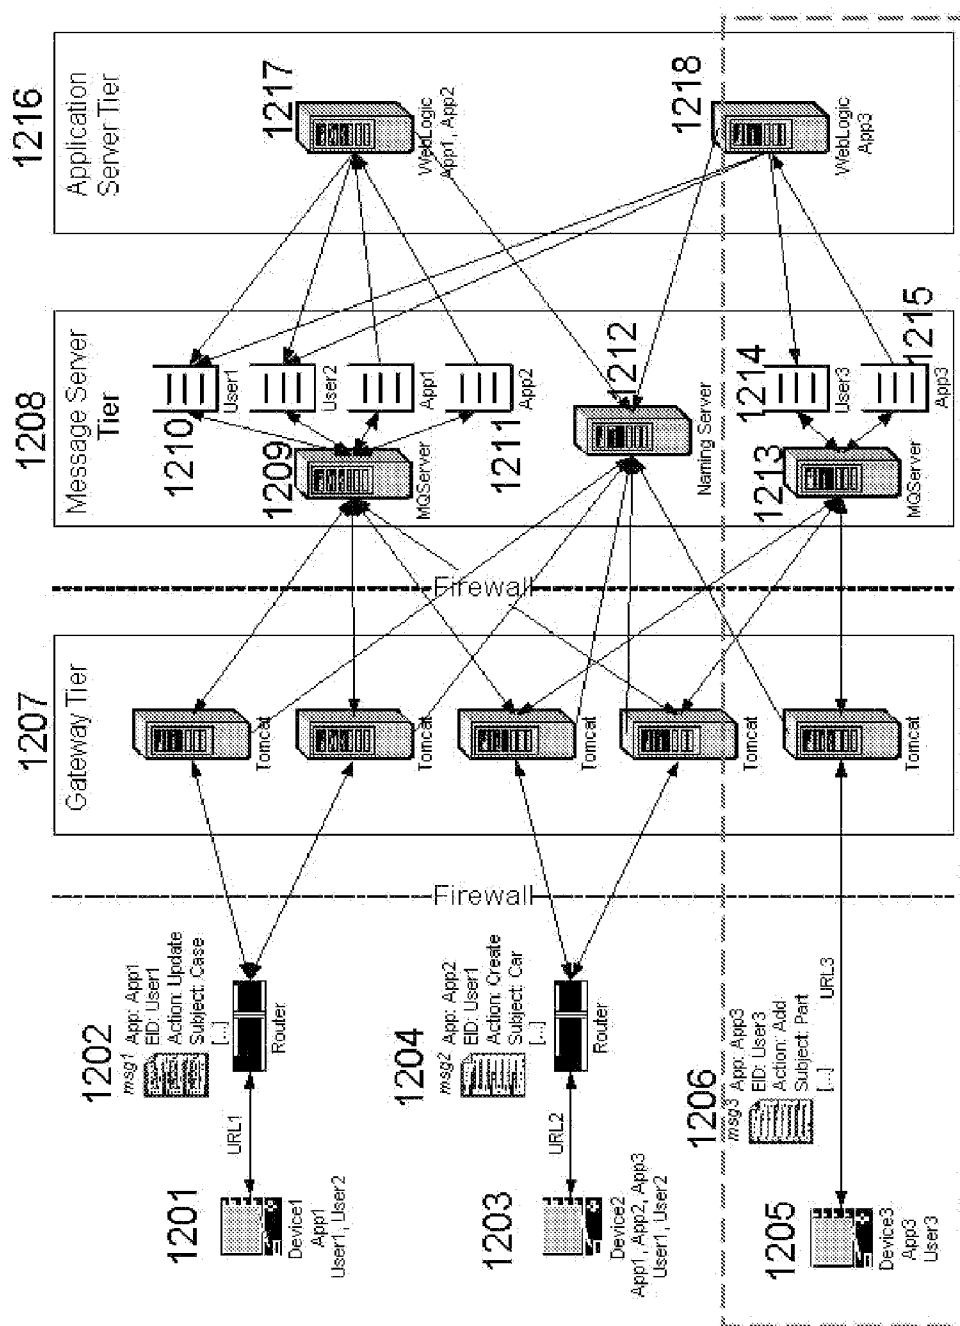 1216
Application
Server Tier
1217
WebLogic
App1, App2
1218
WebLogic
App3
1208
Message Server
Tier
1210
User1
User2
App1
App2
1209
MQServer
1211
1212
Naming Server
1214
User3
1215
App3
1213
MQServer
Firewall
1207
Gateway Tier
Tomcat
Tomcat
Tomcat
Tomcat
Tomcat
Firewall
1202
msg1
App: App1
EID: User1
Action: Update
Subject: Case
[...]
Router
1204
msg2
App: App2
EID: User1
Action: Create
Subject: Car
[...]
Router
1206
msg3
App: App3
EID: User3
Action: Add
Subject: Part
[...]
URL1
URL2
URL3
1201
Device1
App1
User1, User2
1203
Device2
App1, App2, App3
User1, User2
1205
Device3
App3
User3